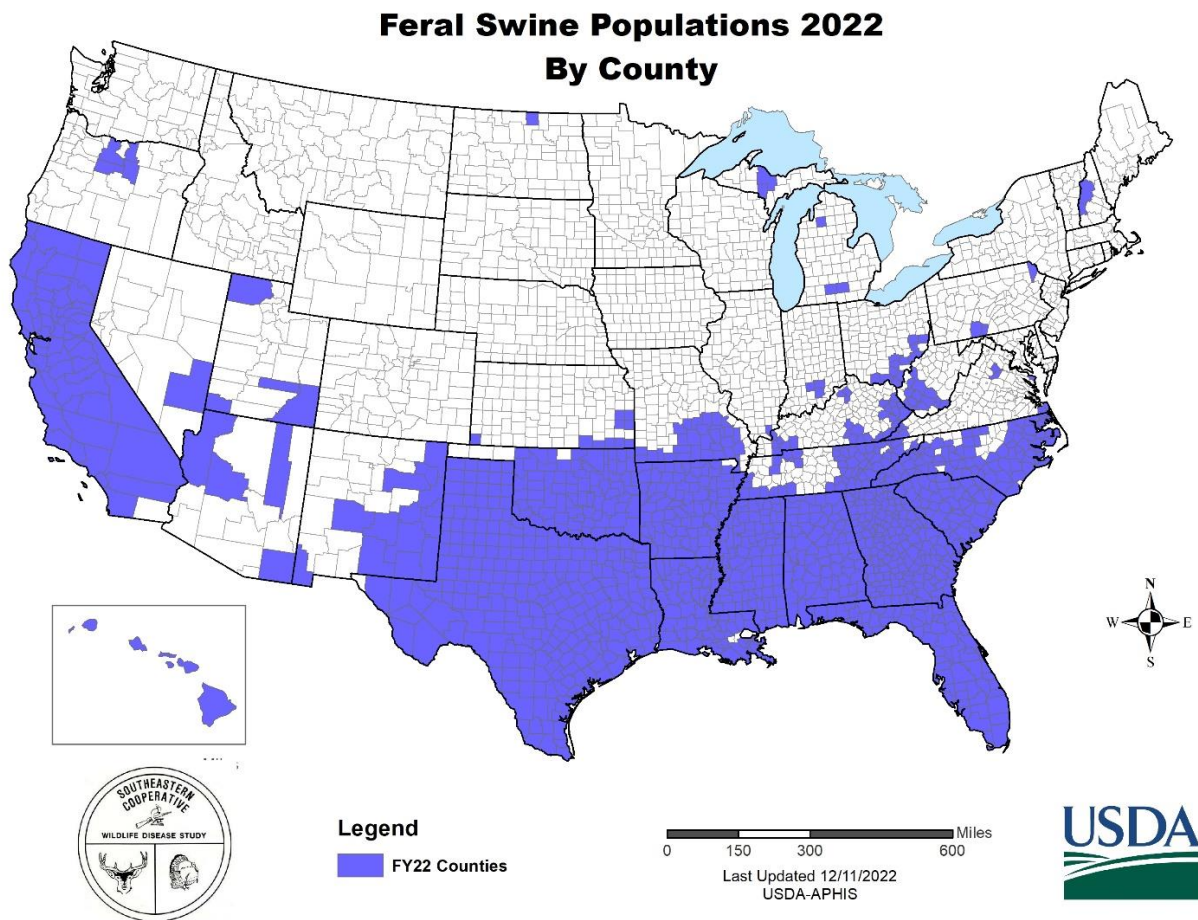 Feral Swine Populations 2022
By County
N
W
E
S
SOUTHEASTERN
COOPERATIVE
WILDLIFE DISEASE STUDY
Legend
FY22 Counties
Miles
0 150 300 600
Last Updated 12/11/2022
USDA-APHIS
USDA